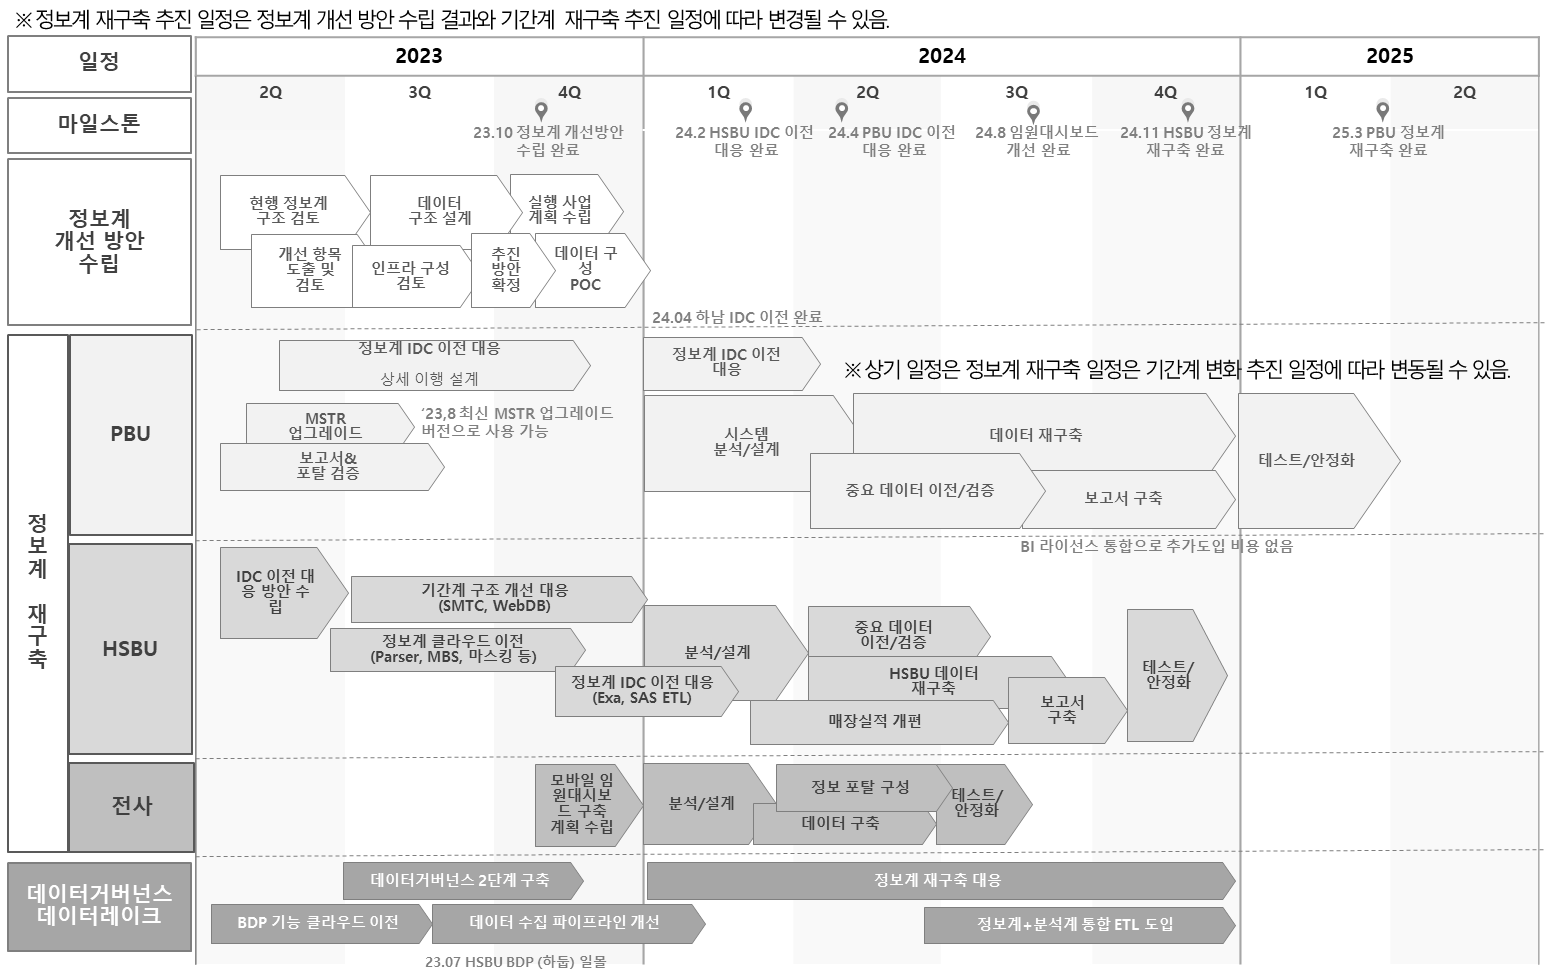 ※ 정보계 재구축 추진 일정은 정보계 개선 방안 수립 결과와 기간계 재구축 추진 일정에 따라 변경될 수 있음.
일정
2023
2024
2025
2Q
3Q
4Q
1Q
2Q
3Q
4Q
1Q
2Q
마일스톤
23.10 정보계 개선방안
수립 완료
24.2 HSBU IDC 이전
대응 완료
24.4 PBU IDC 이전
대응 완료
24.8 임원대시보드
개선 완료
24.11 HSBU 정보계
재구축 완료
25.3 PBU 정보계
재구축 완료
정보계
개선 방안
수립
현행 정보계
구조 검토
데이터
구조 설계
실행 사업
계획 수립
개선 항목
도출 및
검토
인프라 구성
검토
추진
방안
확정
데이터 구
성
POC
24.04 하남 IDC 이전 완료
정보계 재구축
PBU
정보계 IDC 이전 대응
상세 이행 설계
정보계 IDC 이전
대응
※ 상기 일정은 정보계 재구축 일정은 기간계 변화 추진 일정에 따라 변동될 수 있음.
MSTR
업그레이드
‘23,8 최신 MSTR 업그레이드
버전으로 사용 가능
보고서&
포탈 검증
시스템
분석/설계
데이터 재구축
중요 데이터 이전/검증
보고서 구축
테스트/안정화
BI 라이선스 통합으로 추가도입 비용 없음
HSBU
IDC 이전 대
응 방안 수
립
기간계 구조 개선 대응
(SMTC, WebDB)
정보계 클라우드 이전
(Parser, MBS, 마스킹 등)
정보계 IDC 이전 대응
(Exa, SAS ETL)
분석/설계
중요 데이터
이전/검증
HSBU 데이터
재구축
매장실적 개편
보고서
구축
테스트/
안정화
전사
모바일 임
원대시보
드 구축
계획 수립
분석/설계
정보 포탈 구성
데이터 구축
테스트/
안정화
데이터거버넌스
데이터레이크
데이터거버넌스 2단계 구축
정보계 재구축 대응
BDP 기능 클라우드 이전
데이터 수집 파이프라인 개선
정보계+분석계 통합 ETL 도입
23.07 HSBU BDP (하둡) 일몰